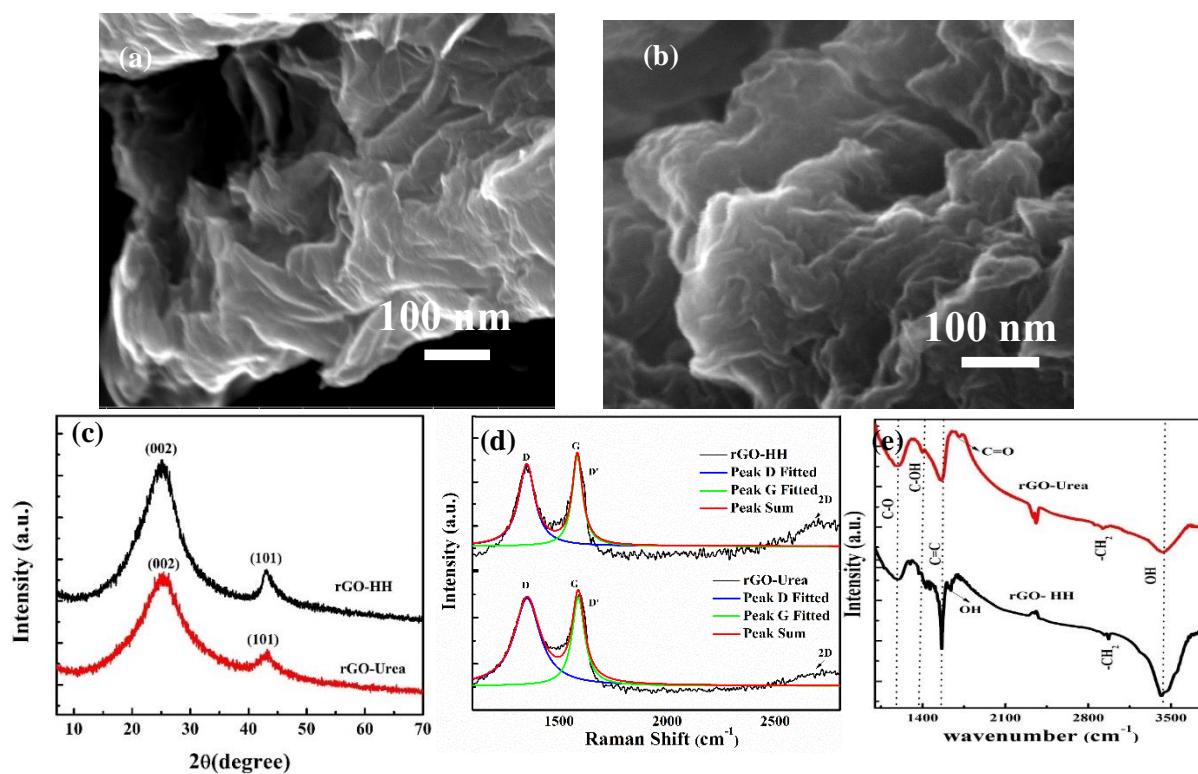 (a)
100 nm
(b)
100 nm
(c)
(002)
(101)
rGO-HH
(002)
(101)
rGO-Urea
10 20 30 40 50 60 70
2θ(degree)
Intensity (a.u.)
(d)
D
G
D'
2D
rGO-HH
Peak D Fitted
Peak G Fitted
Peak Sum
D
G
D'
2D
rGO-Urea
Peak D Fitted
Peak G Fitted
Peak Sum
1500 2000 2500
Raman Shift (cm⁻¹)
Intensity (a.u.)
(e)
C-O
C-OH
C=C
C=O
rGO-Urea
-CH₂
OH
rGO- HH
OH
-CH₂
1400 2100 2800 3500
wavenumber (cm⁻¹)
Intensity (a.u.)